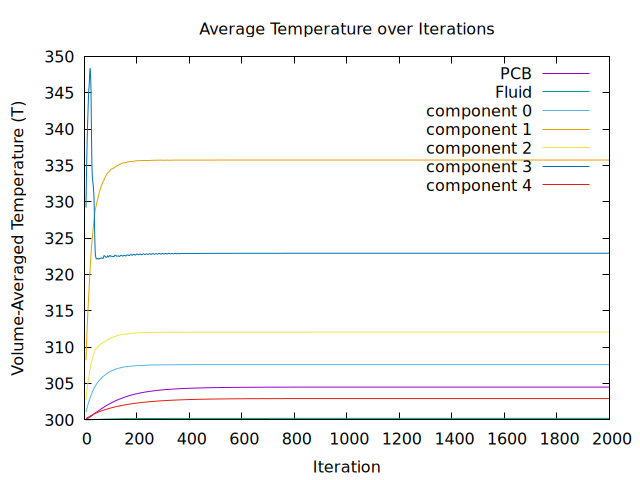 Average Temperature over Iterations
Volume-Averaged Temperature (T)
350
345
340
335
330
325
320
315
310
305
300
PCB
Fluid
component 0
component 1
component 2
component 3
component 4
0 200 400 600 800 1000 1200 1400 1600 1800 2000
Iteration